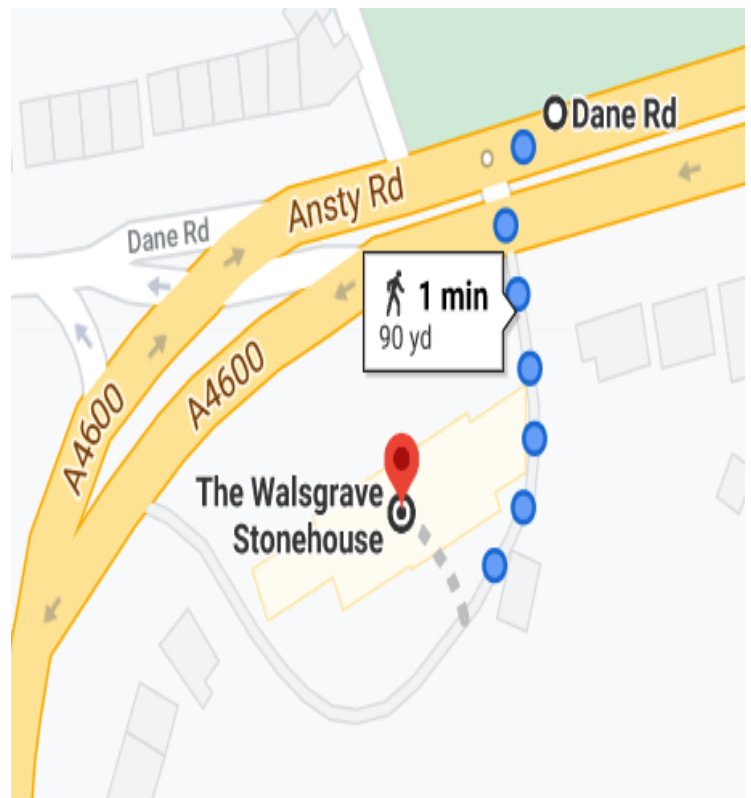 Dane Rd
Ansty Rd
Dane Rd
1 min
90 yd
A4600
A4600
The Walsgrave
Stonehouse